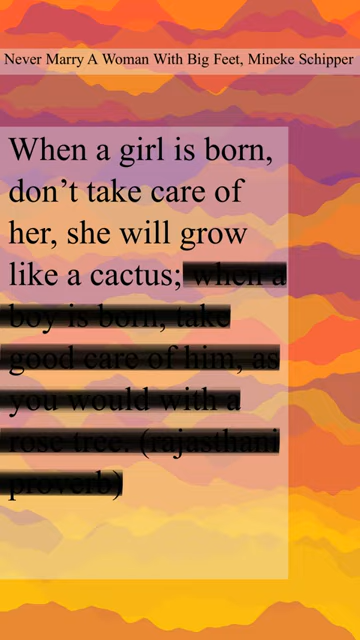 Never Marry A Woman With Big Feet, Mineke Schipper
When a girl is born,
don’t take care of
her, she will grow
like a cactus; when a
boy is born, take
good care of him, as
you would with a
rose tree. (rajasthani
proverb)